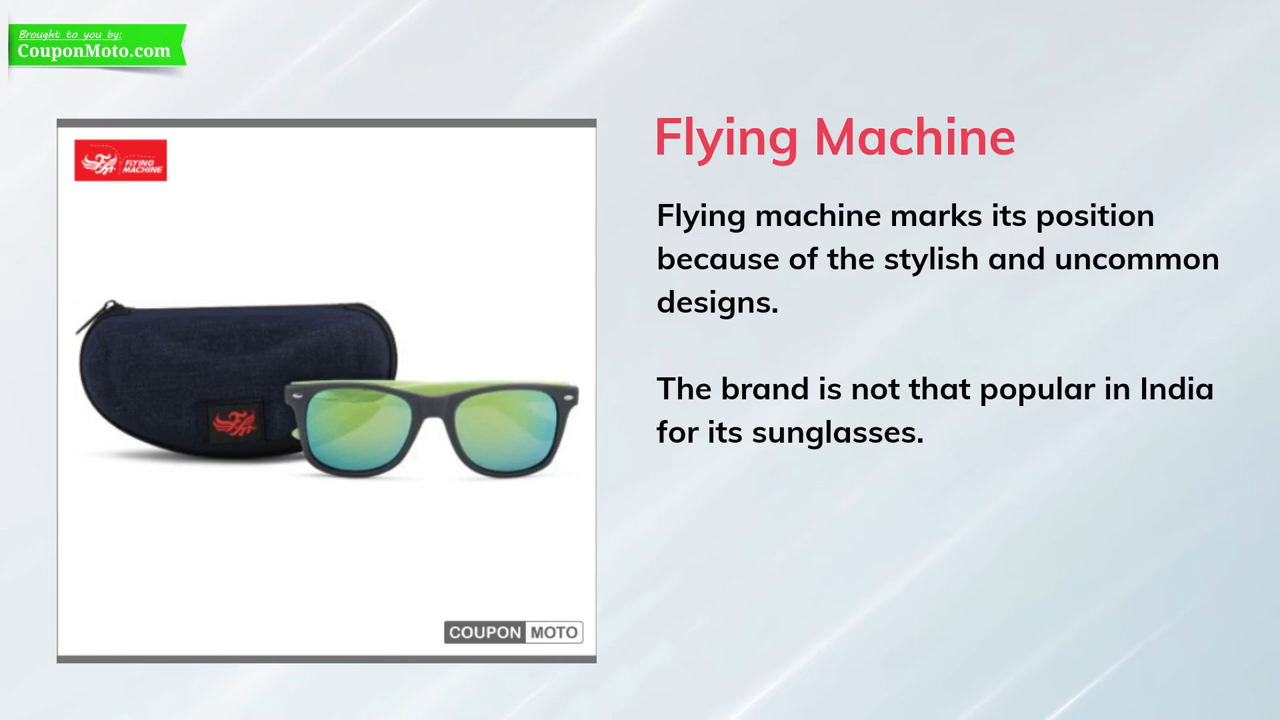 Brought to you by:
CouponMoto.com
FLYING
MACHINE
Flying Machine
Flying machine marks its position
because of the stylish and uncommon
designs.
The brand is not that popular in India
for its sunglasses.
COUPON MOTO